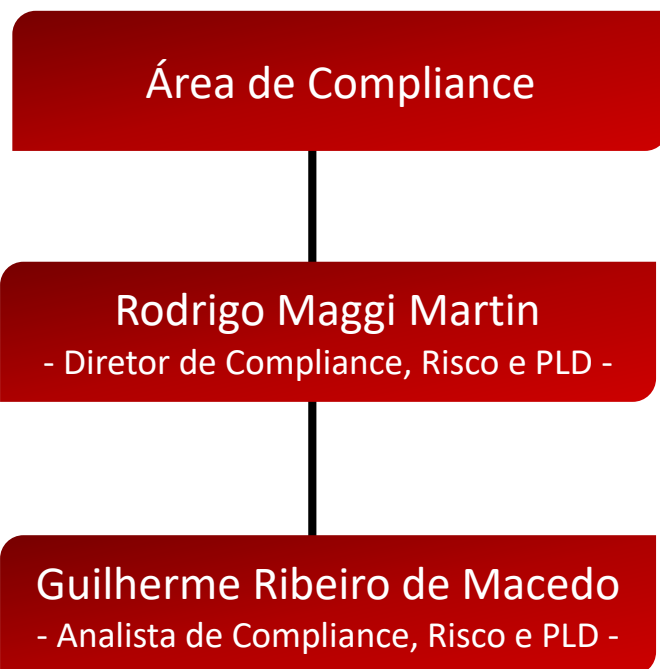 Área de Compliance
Rodrigo Maggi Martin
- Diretor de Compliance, Risco e PLD -
Guilherme Ribeiro de Macedo
- Analista de Compliance, Risco e PLD -